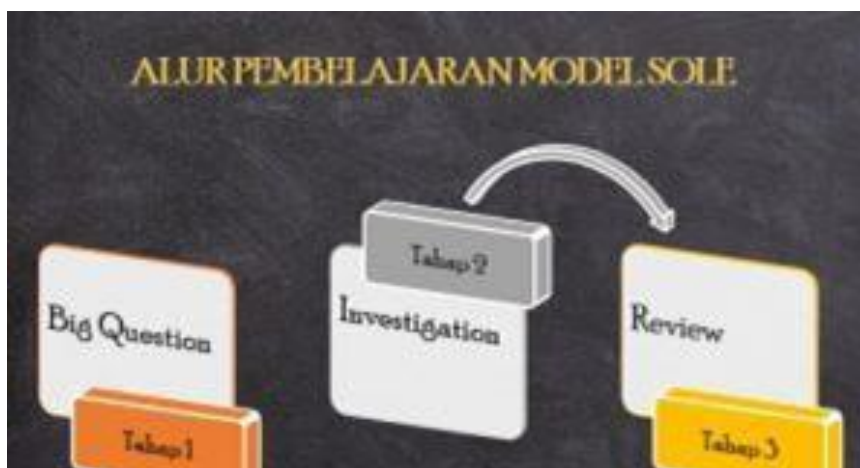 ALUR PEMBELAJARAN MODEL SOLE
Big Question
Tahap 1
Tahap 2
Investigation
Review
Tahap 3